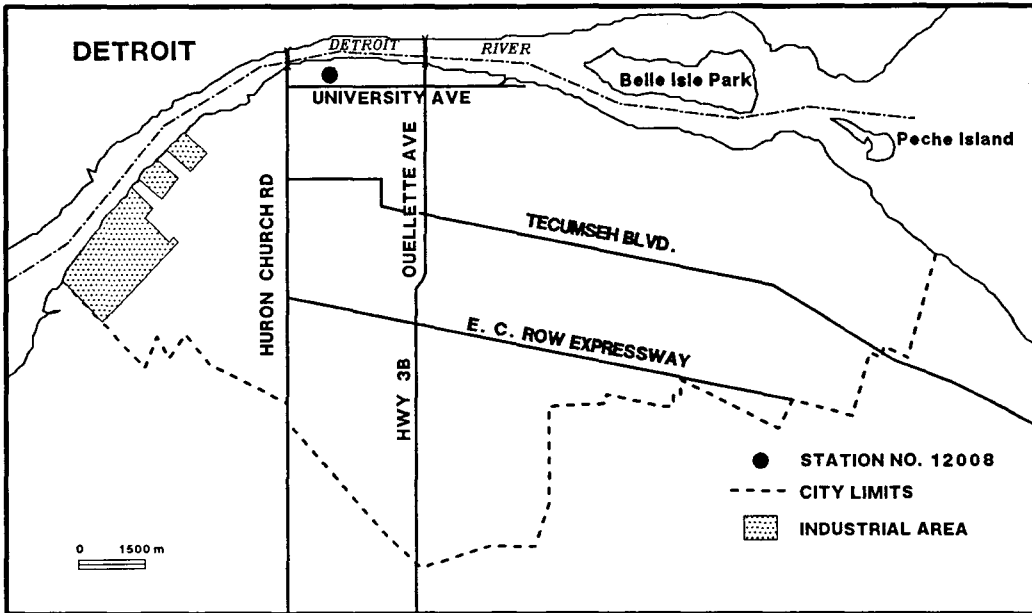 DETROIT
DETROIT RIVER
Belle Isle Park
UNIVERSITY AVE
Peche Island
HURON CHURCH RD
OUELLETTE AVE
TECUMSEH BLVD.
E. C. ROW EXPRESSWAY
HWY 3B
STATION NO. 12008
CITY LIMITS
INDUSTRIAL AREA
0 1500 m